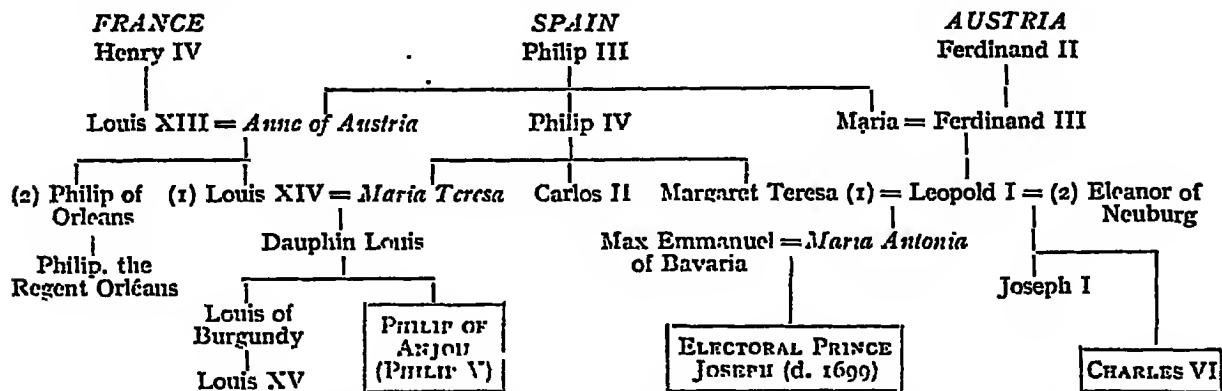 FRANCE SPAIN AUSTRIA
Henry IV Philip III Ferdinand II
Louis XIII = Anne of Austria Philip IV Maria = Ferdinand III
(2) Philip of Orleans (1) Louis XIV = Maria Teresa Carlos II Margaret Teresa (1) = Leopold I = (2) Eleanor of Neuburg
Philip. the Regent Orléans
Dauphin Louis
Max Emmanuel of Bavaria = Maria Antonia
Joseph I
Louis of Burgundy
PHILIP OF ANJOU (PHILIP V)
ELECTORAL PRINCE JOSEPH (d. 1699)
CHARLES VI
Louis XV